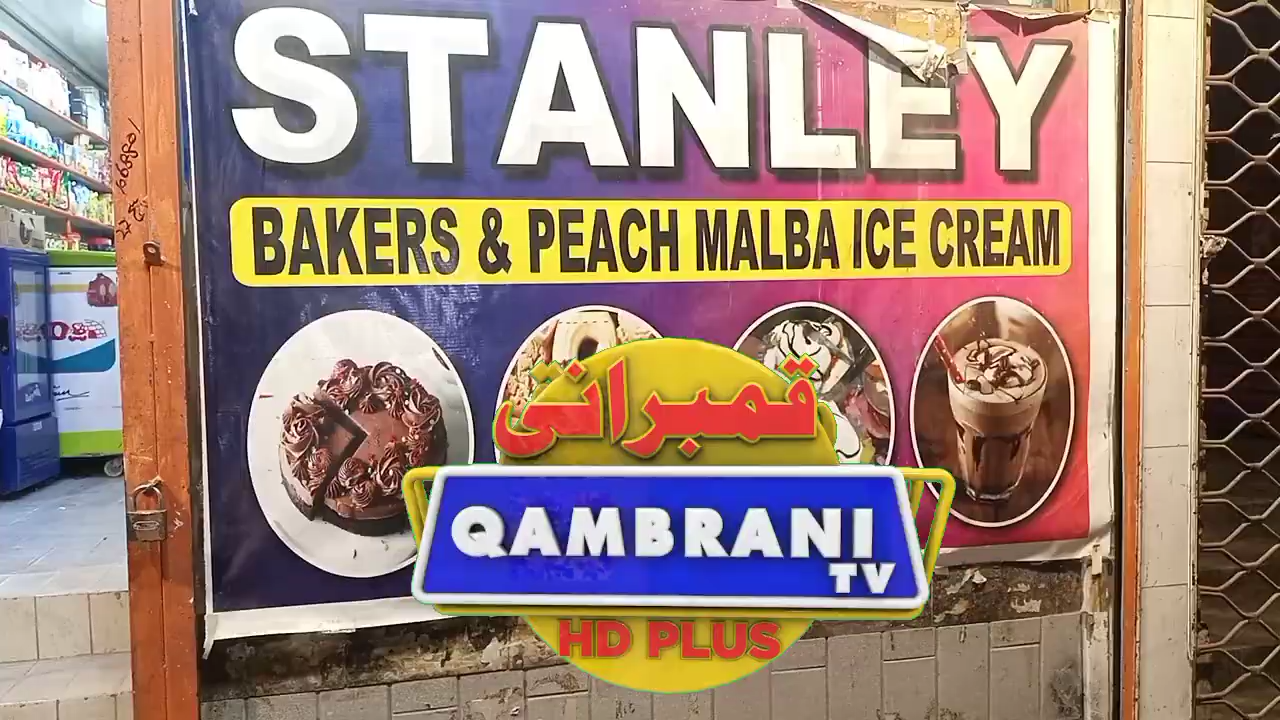 STANLEY
BAKERS & PEACH MALBA ICE CREAM
قمبرانی
QAMBRANI
TV
HD PLUS